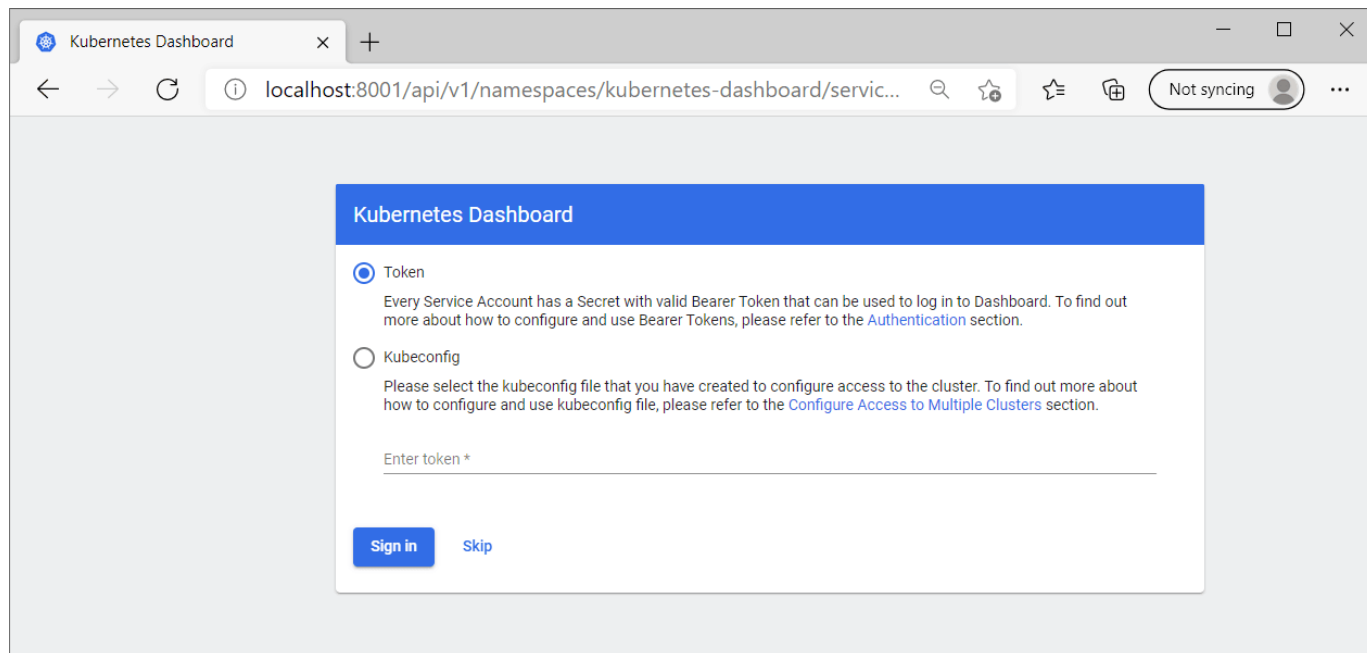 Kubernetes Dashboard
localhost:8001/api/v1/namespaces/kubernetes-dashboard/servic...
Not syncing
Kubernetes Dashboard
Token
Every Service Account has a Secret with valid Bearer Token that can be used to log in to Dashboard. To find out
more about how to configure and use Bearer Tokens, please refer to the Authentication section.
Kubeconfig
Please select the kubeconfig file that you have created to configure access to the cluster. To find out more about
how to configure and use kubeconfig file, please refer to the Configure Access to Multiple Clusters section.
Enter token *
Sign in Skip